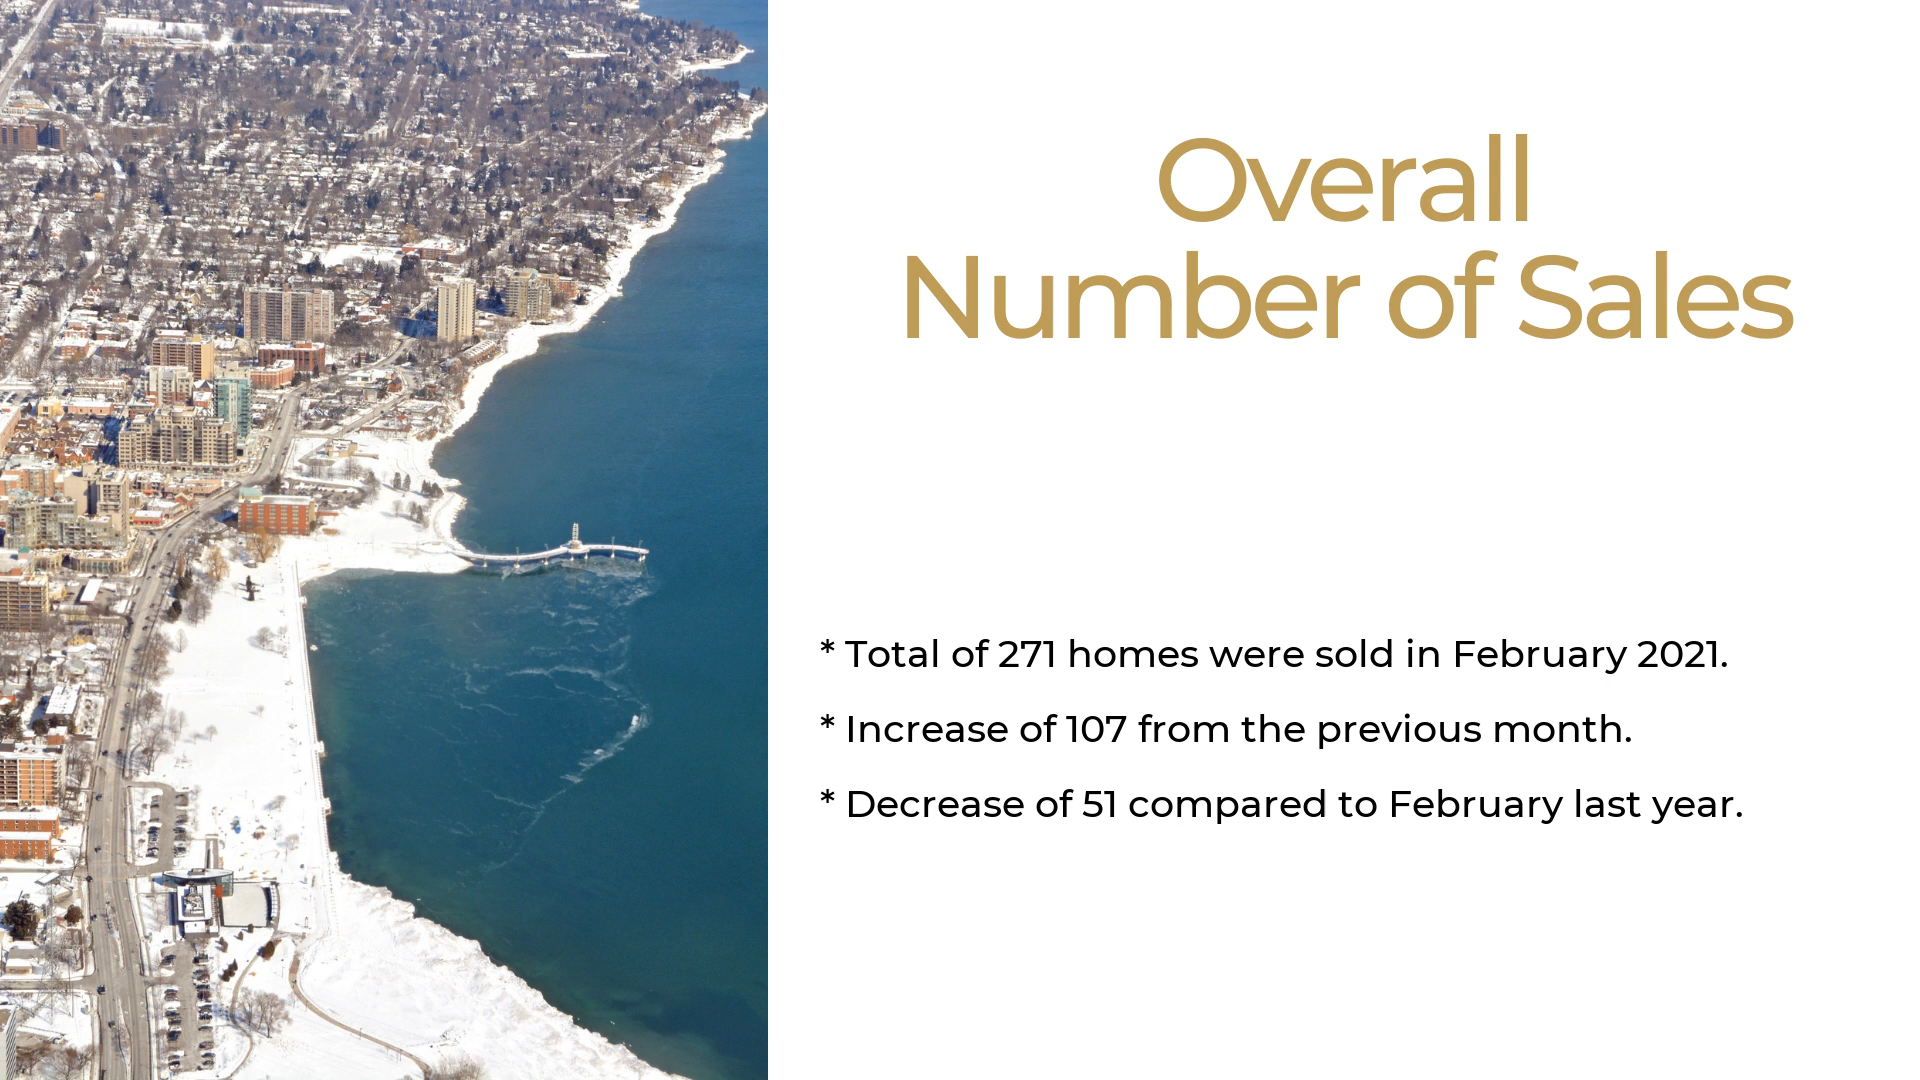 Overall
Number of Sales
* Total of 271 homes were sold in February 2021.
* Increase of 107 from the previous month.
* Decrease of 51 compared to February last year.